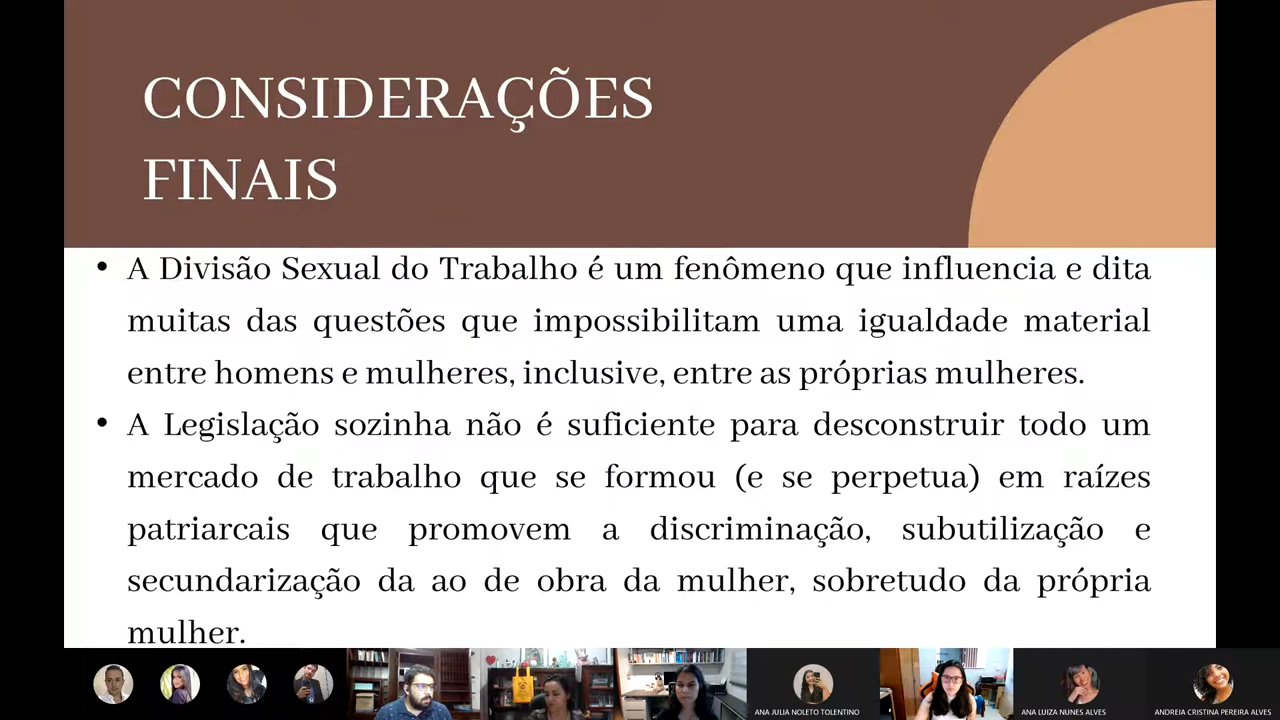 CONSIDERAÇÕES
FINAIS
• A Divisão Sexual do Trabalho é um fenômeno que influencia e dita
muitas das questões que impossibilitam uma igualdade material
entre homens e mulheres, inclusive, entre as próprias mulheres.
• A Legislação sozinha não é suficiente para desconstruir todo um
mercado de trabalho que se formou (e se perpetua) em raízes
patriarcais que promovem a discriminação, subutilização e
secundarização da ao de obra da mulher, sobretudo da própria
mulher.
ANA JULIA NOLETO TOLENTINO
ANA LUIZA NUNES ALVES
ANDREIA CRISTINA PEREIRA ALVES